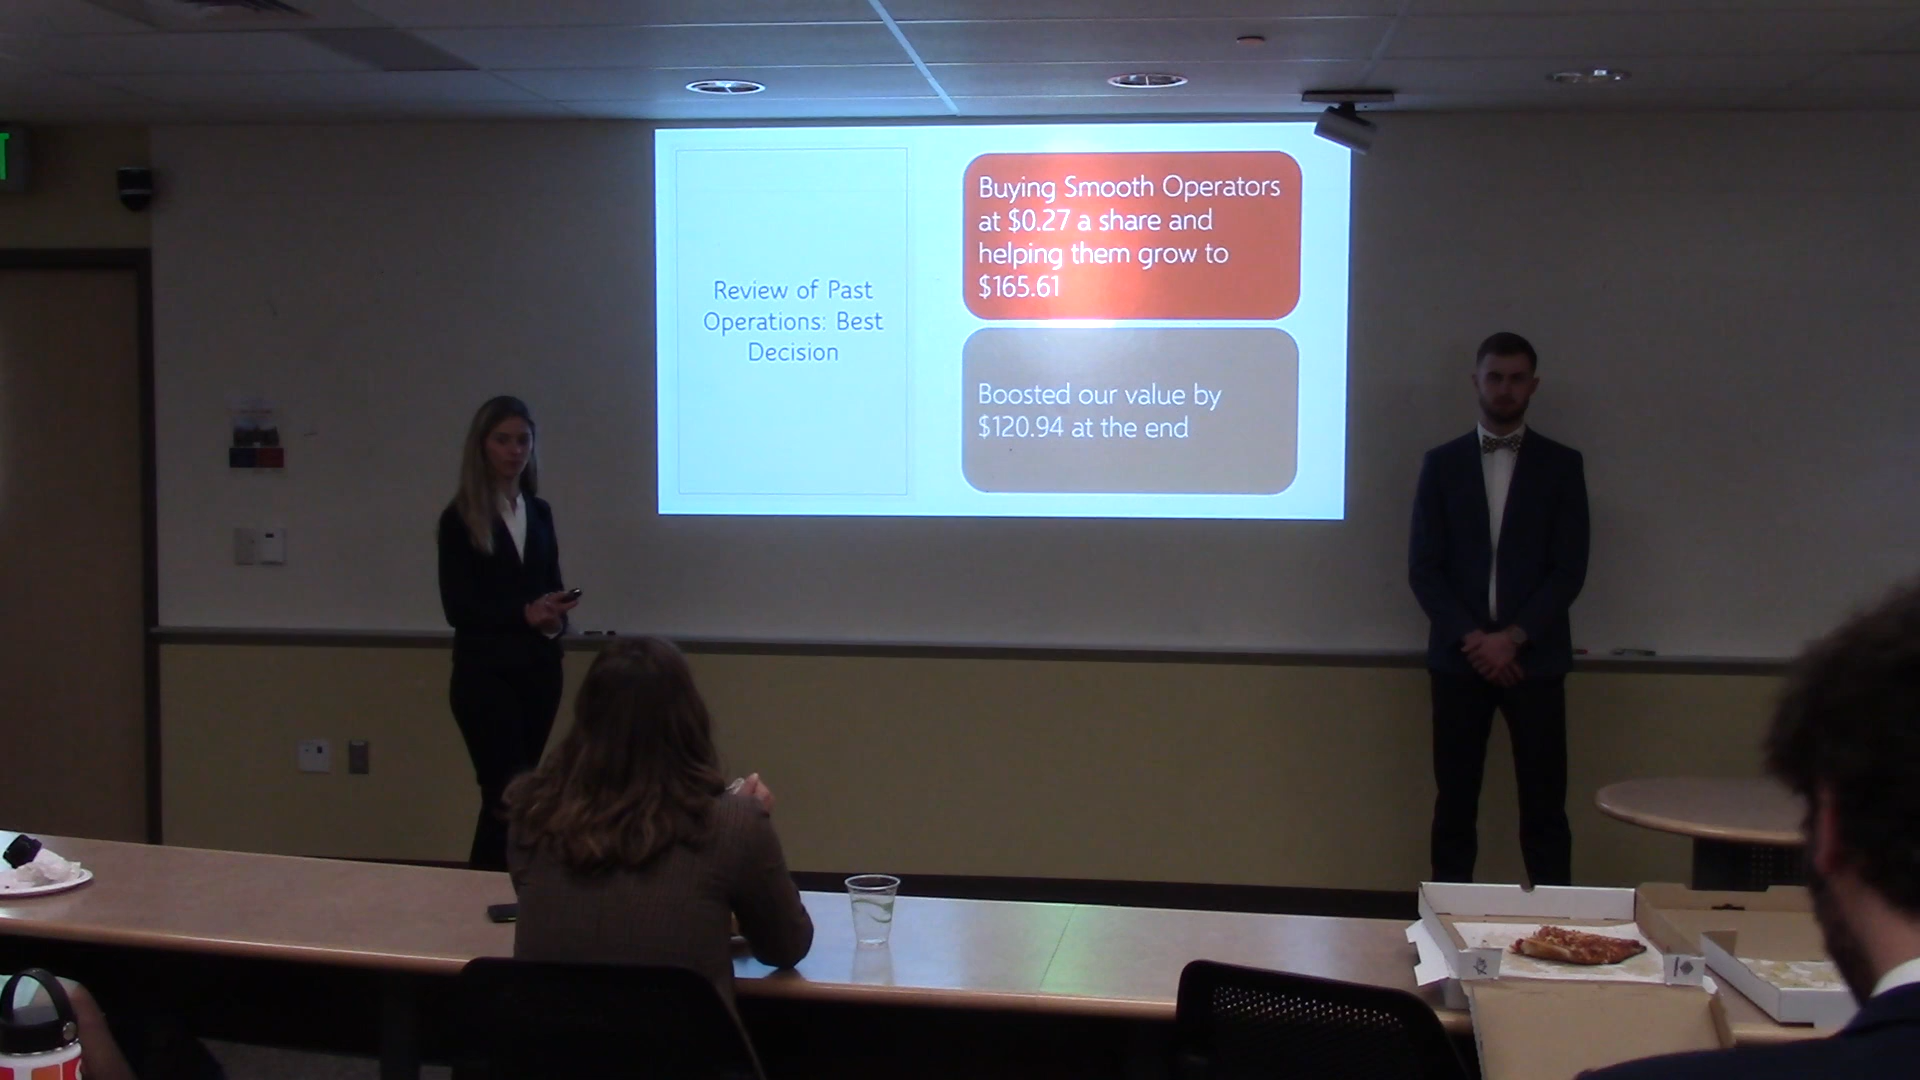 Review of Past
Operations: Best
Decision
Buying Smooth Operators
at $0.27 a share and
helping them grow to
$165.61
Boosted our value by
$120.94 at the end